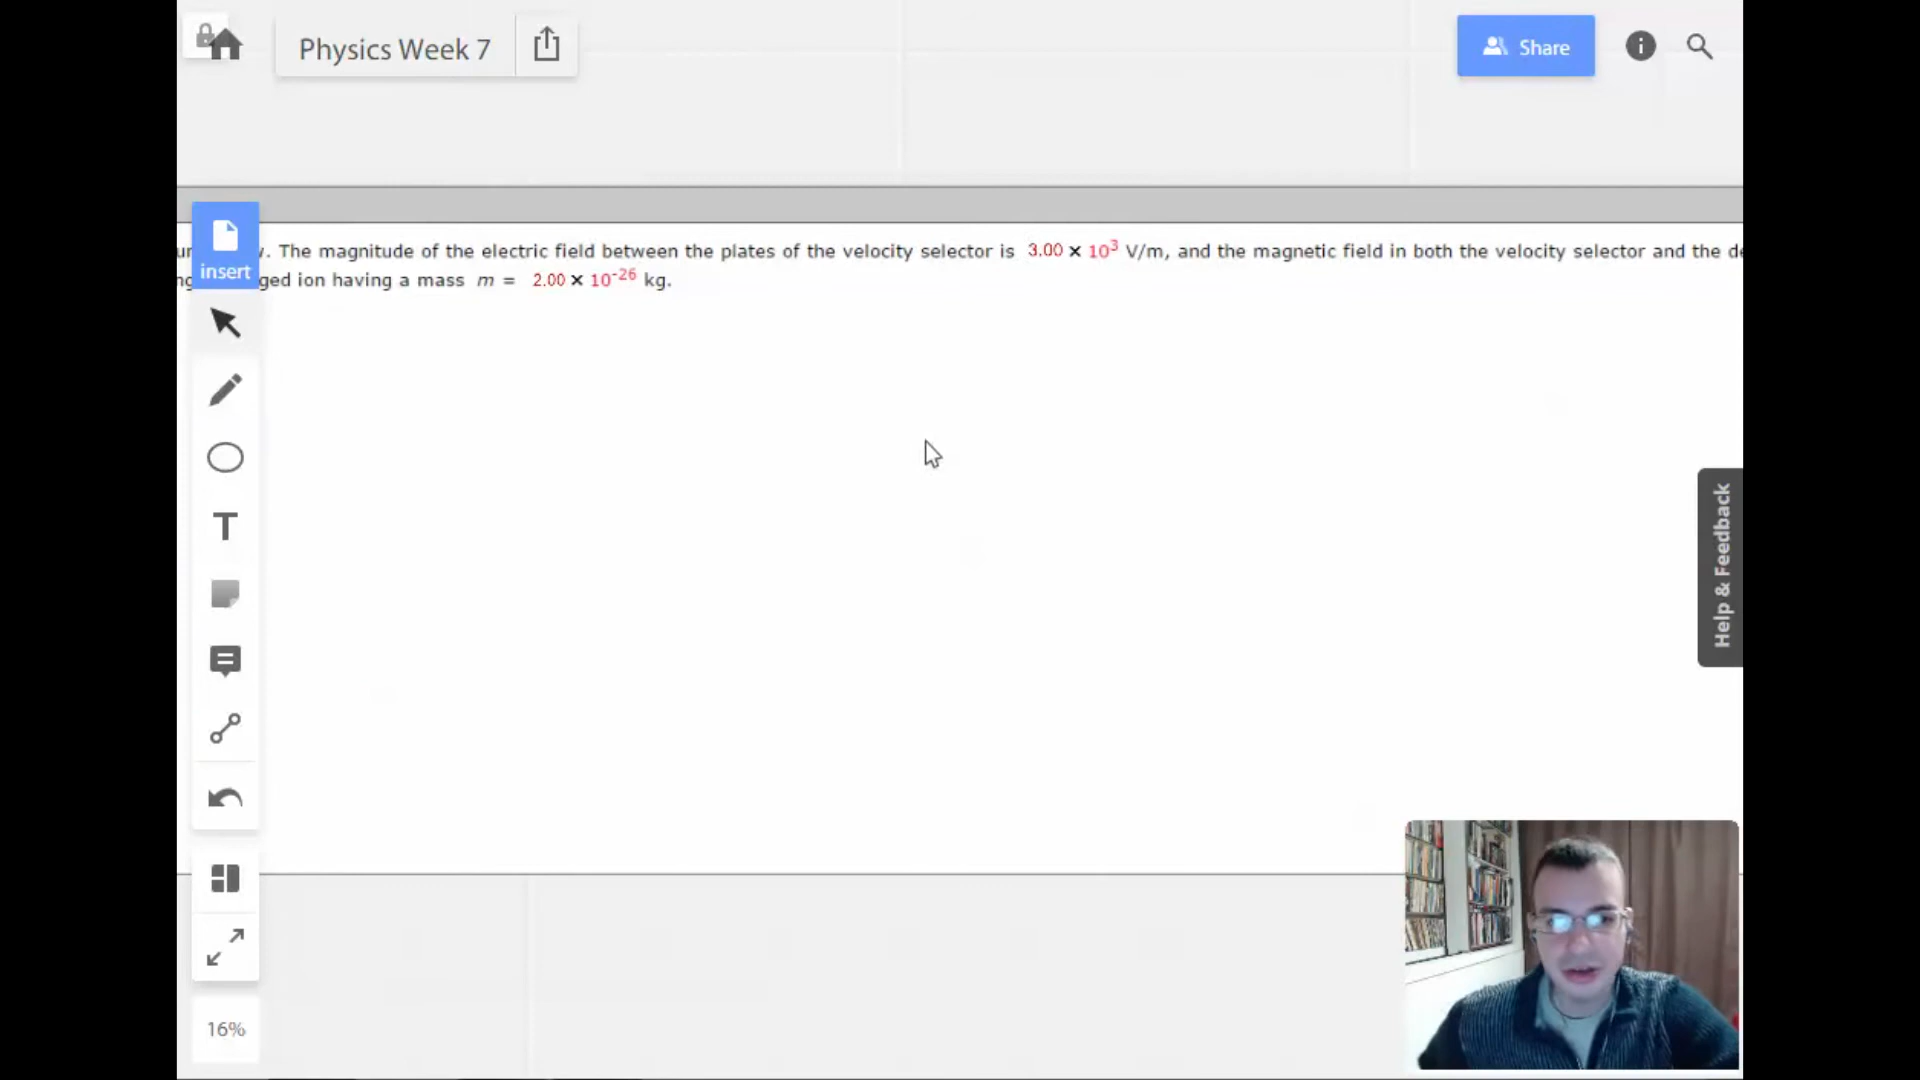 Physics Week 7
Share
. The magnitude of the electric field between the plates of the velocity selector is 3.00 × 10³ V/m, and the magnetic field in both the velocity selector and the de
insert
ged ion having a mass m = 2.00 × 10⁻²⁶ kg.
T
Help & Feedback
16%